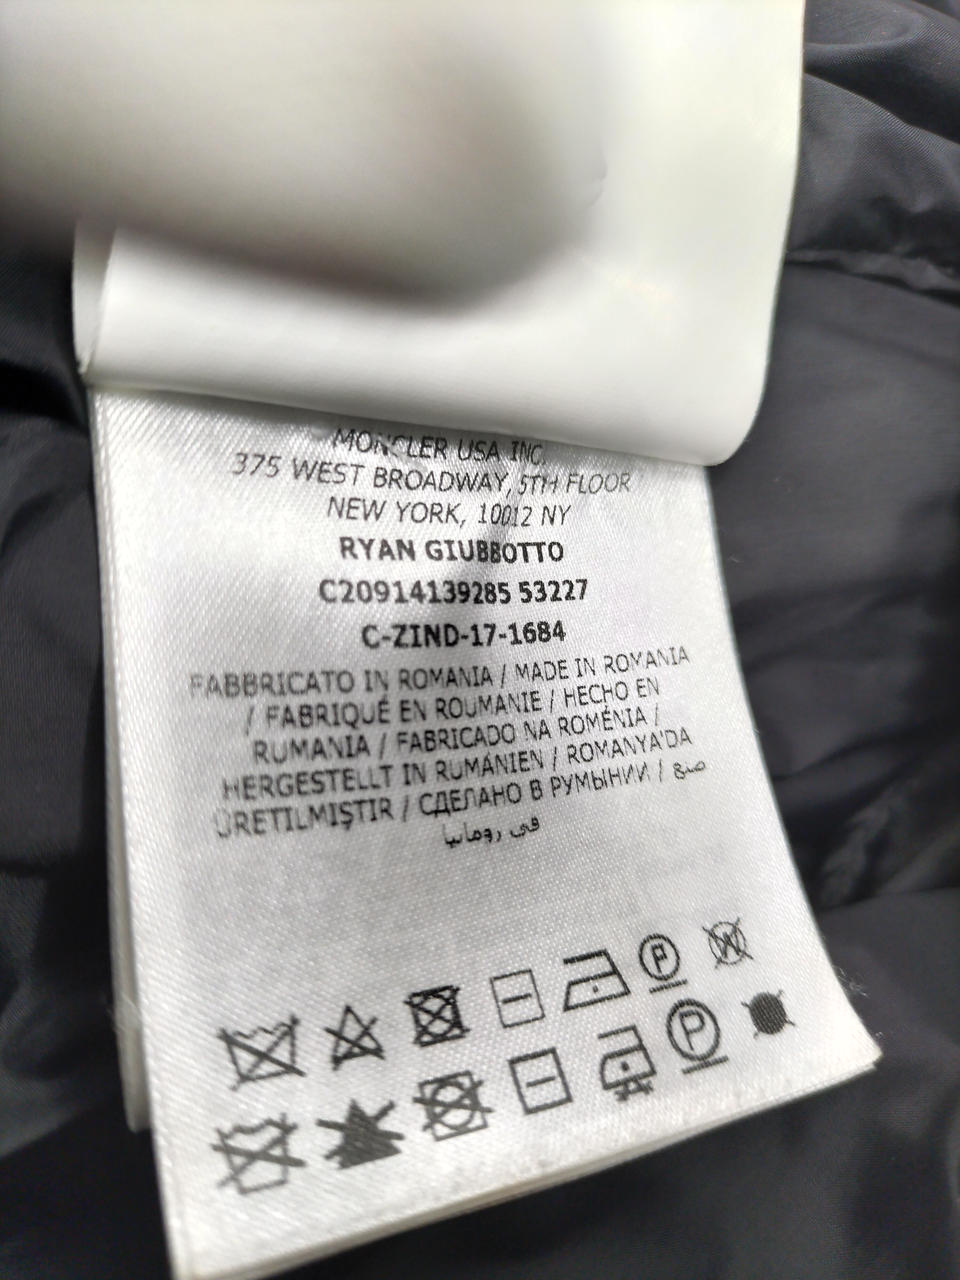 MONCLER USA INC.
375 WEST BROADWAY, 5TH FLOOR
NEW YORK, 10012 NY
RYAN GIUBBOTTO
C20914139285 53227
C-ZIND-17-1684
FABBRICATO IN ROMANIA / MADE IN ROMANIA
/ FABRIQUÉ EN ROUMANIE / HECHO EN
RUMANIA / FABRICADO NA ROMÉNIA /
HERGESTELLT IN RUMÄNIEN / ROMANYA'DA
ÜRETILMIŞTIR / СДЕЛАНО В РУМЫНИИ / صنع
في رومانيا
P W
P